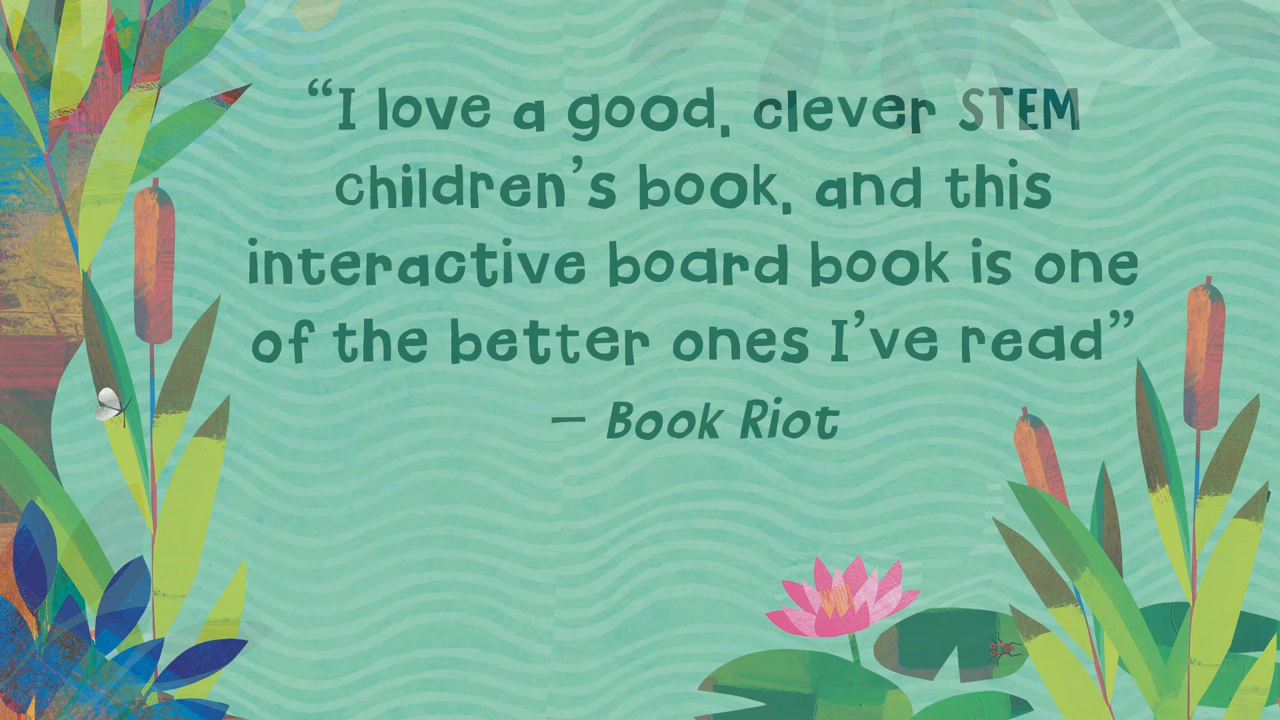 “I love a good, clever STEM
children’s book, and this
interactive board book is one
of the better ones I’ve read”
— Book Riot